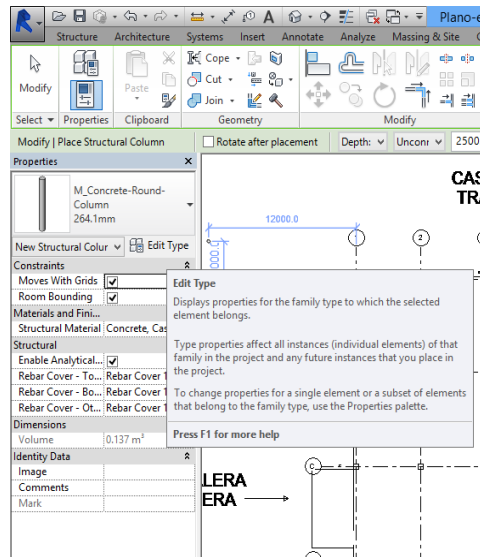 Plano-e
Structure Architecture Systems Insert Annotate Analyze Massing & Site
Modify Paste Cope
Cut
Join
Select Properties Clipboard Geometry Modify
Modify | Place Structural Column Rotate after placement Depth: Uncon 2500
Properties
M_Concrete-Round-
Column
264.1mm
New Structural Colur Edit Type
Constraints
Moves With Grids
Room Bounding
Materials and Fini...
Structural Material Concrete, Cas
Structural
Enable Analytical...
Rebar Cover - To... Rebar Cover 1
Rebar Cover - Bo... Rebar Cover 1
Rebar Cover - Ot... Rebar Cover 1
Dimensions
Volume 0.137 m³
Identity Data
Image
Comments
Mark
Edit Type
Displays properties for the family type to which the selected
element belongs.
Type properties affect all instances (individual elements) of that
family in the project and any future instances that you place in
the project.
To change properties for a single element or a subset of elements
that belong to the family type, use the Properties palette.
Press F1 for more help
CAS
TRA
12000.0
2
C
LERA
ERA